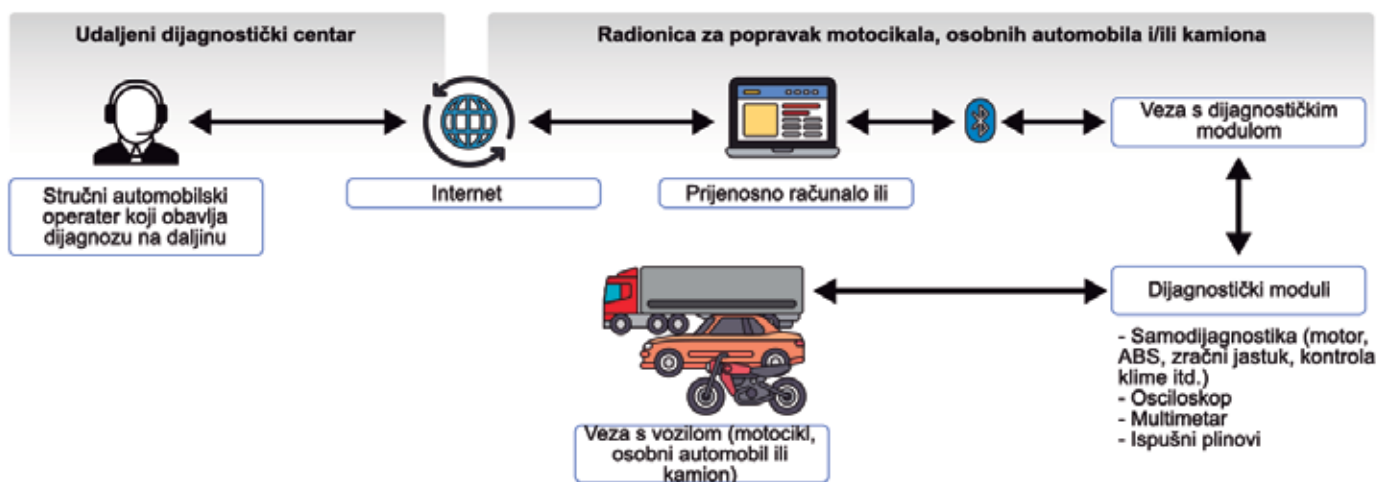 Udaljeni dijagnostički centar
Radionica za popravak motocikala, osobnih automobila i/ili kamiona
Stručni automobilski
operater koji obavlja
dijagnozu na daljinu
Internet
Prijenosno računalo ili
Veza s dijagnostičkim
modulom
Dijagnostički moduli
- Samodijagnostika (motor,
ABS, zračni jastuk, kontrola
klime itd.)
- Osciloskop
- Multimetar
- Ispušni plinovi
Veza s vozilom (motocikl,
osobni automobil ili
kamion)